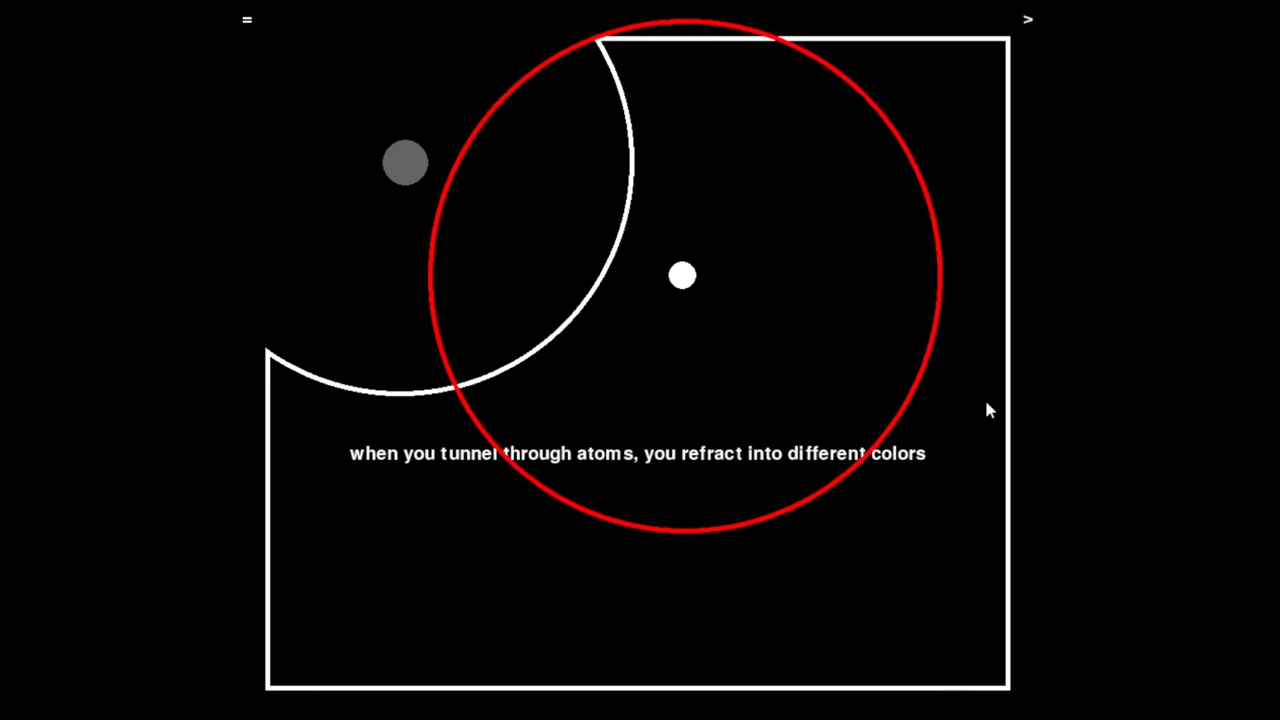 =
>
when you tunnel through atoms, you refract into different colors